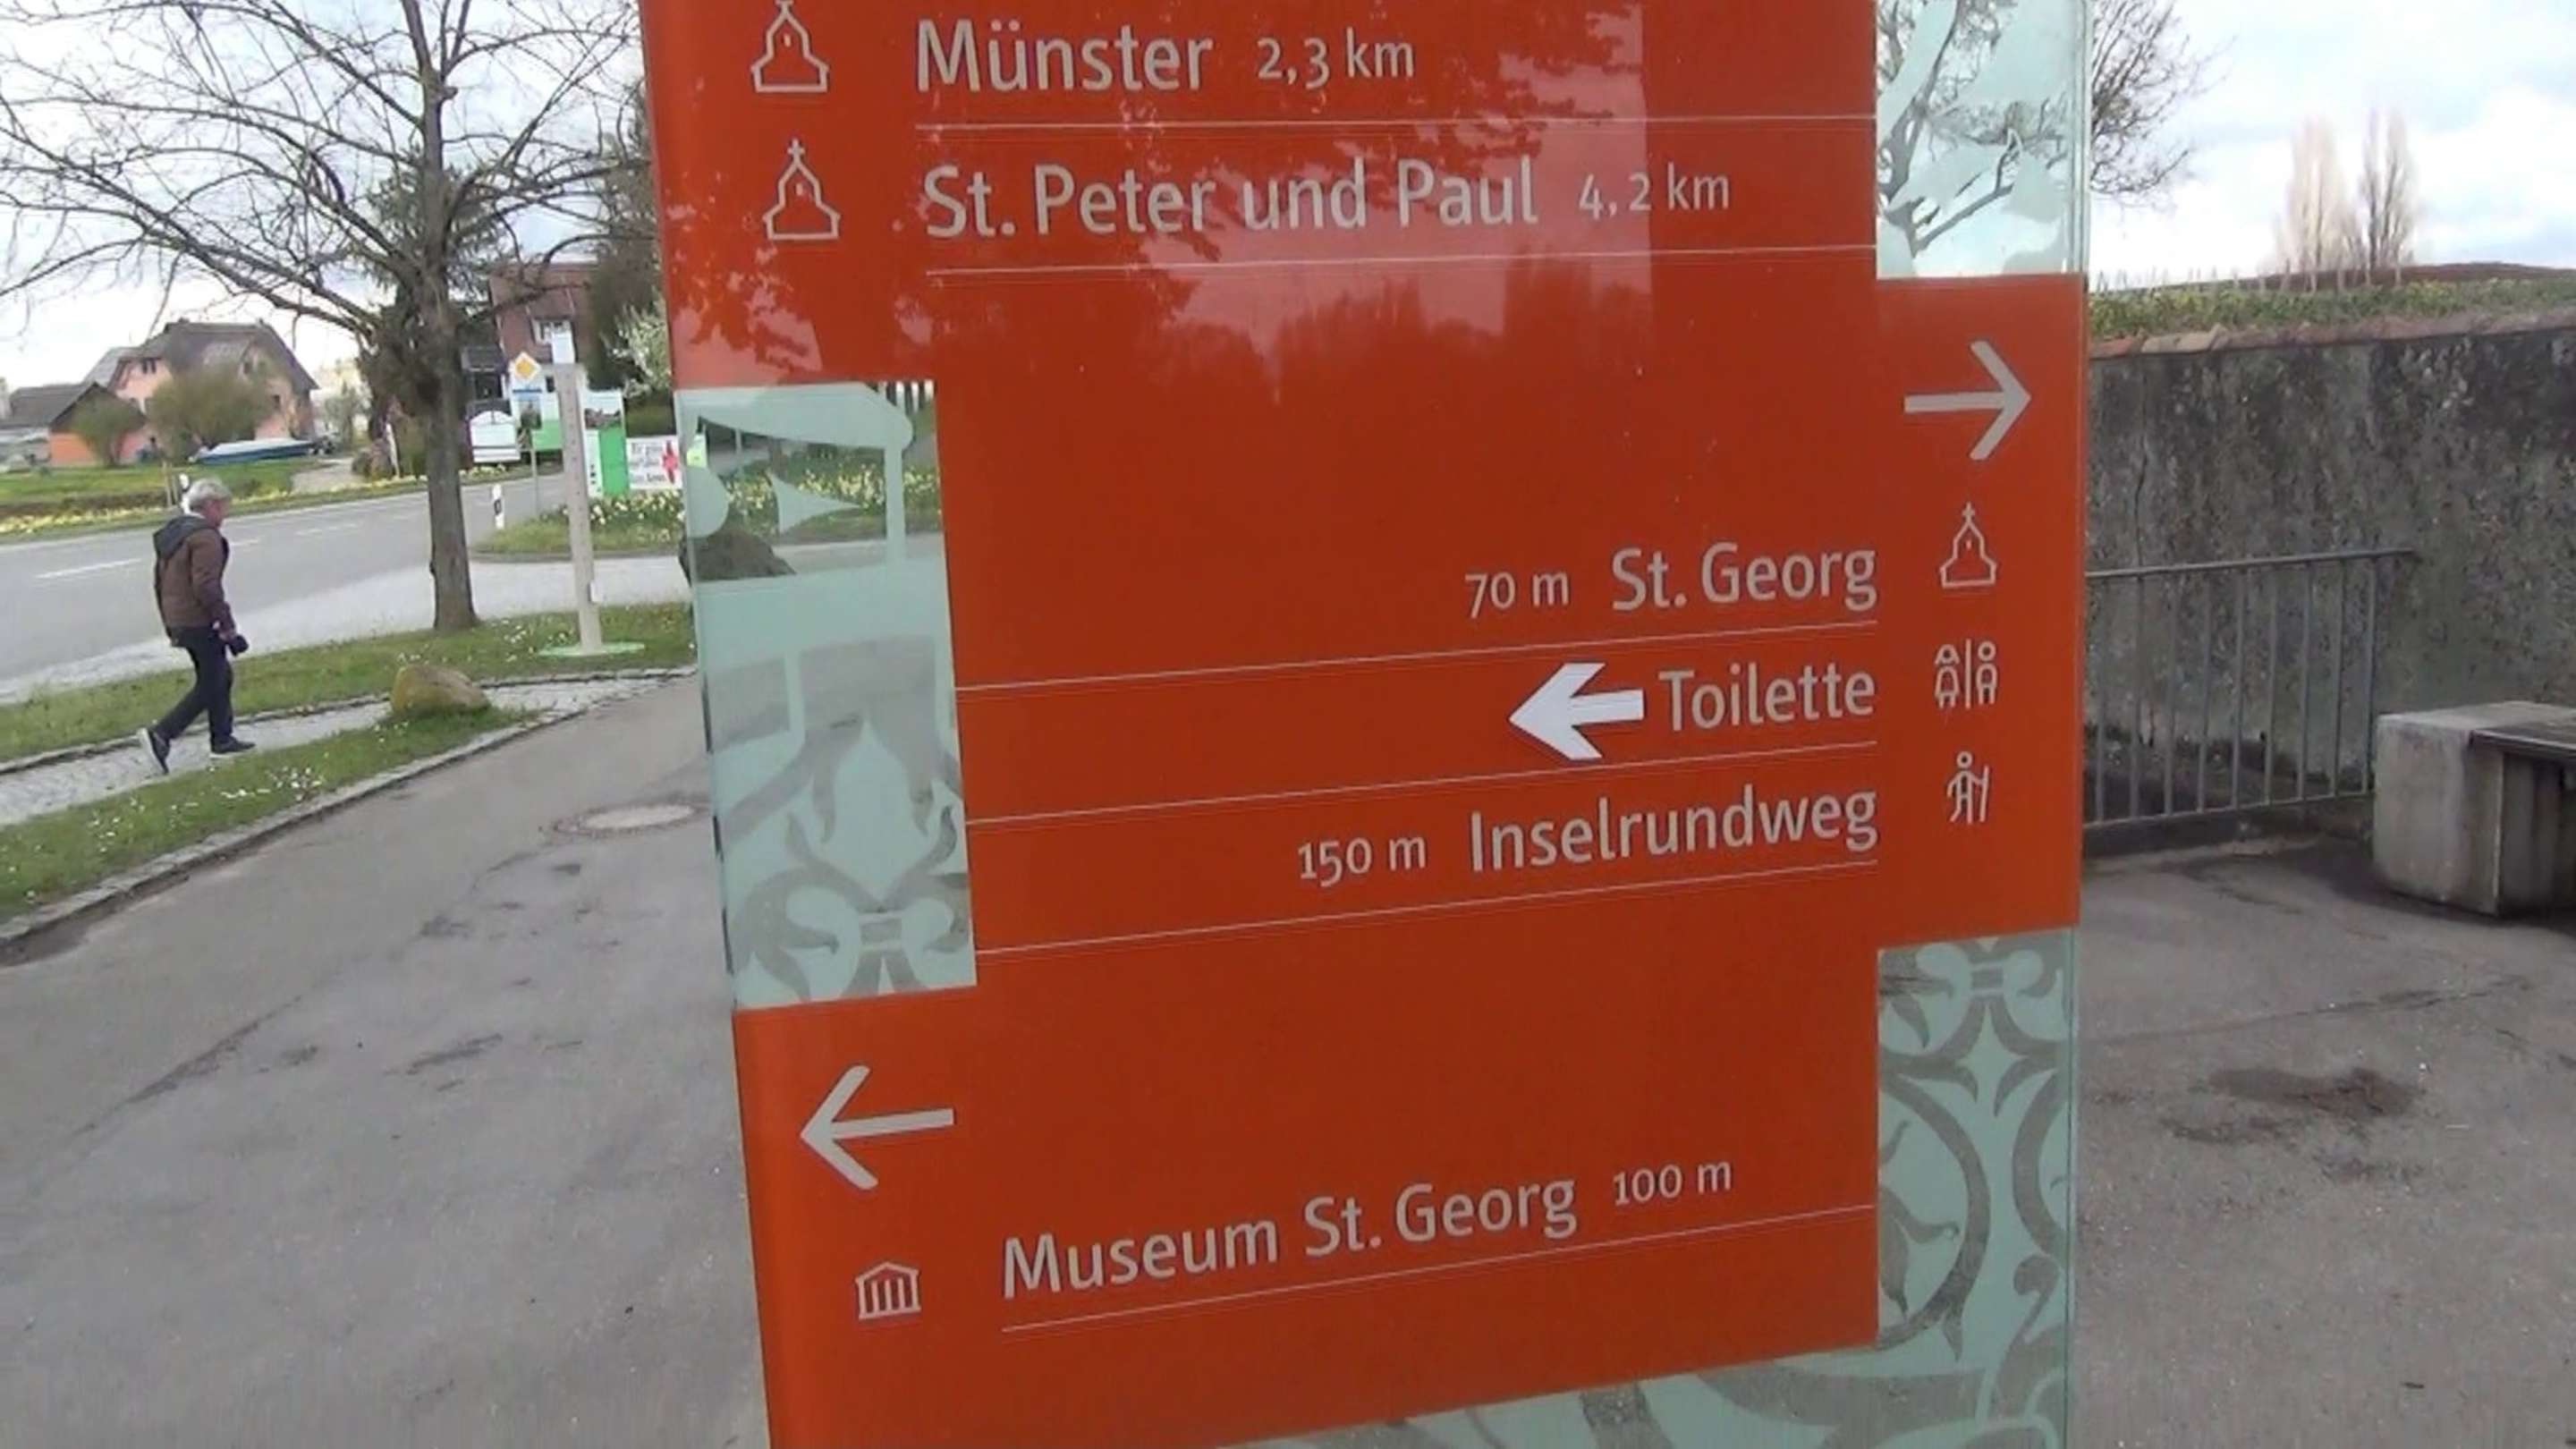 Münster 2,3 km
St. Peter und Paul 4,2 km
70 m St. Georg
Toilette
150 m Inselrundweg
Museum St. Georg 100 m